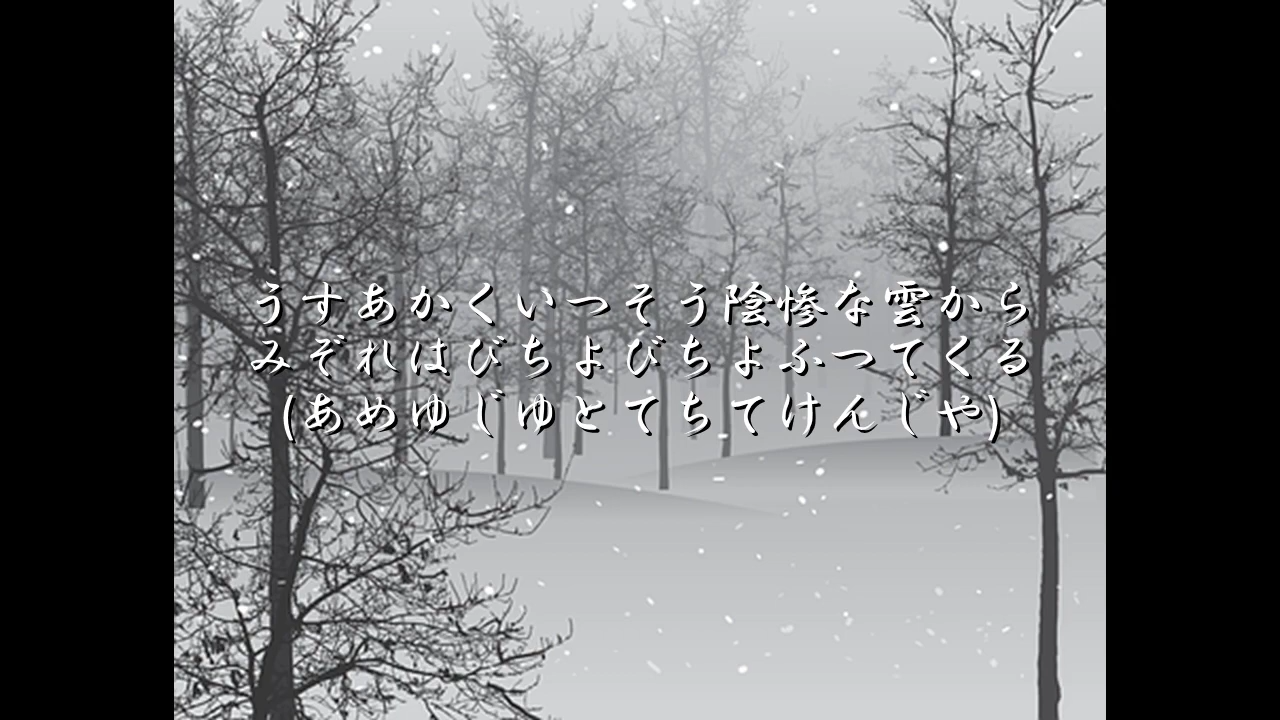 うすあかくいつそう陰惨な雲から
みぞれはびちよびちよふつてくる
(あめゆじゆとてちてけんじや)